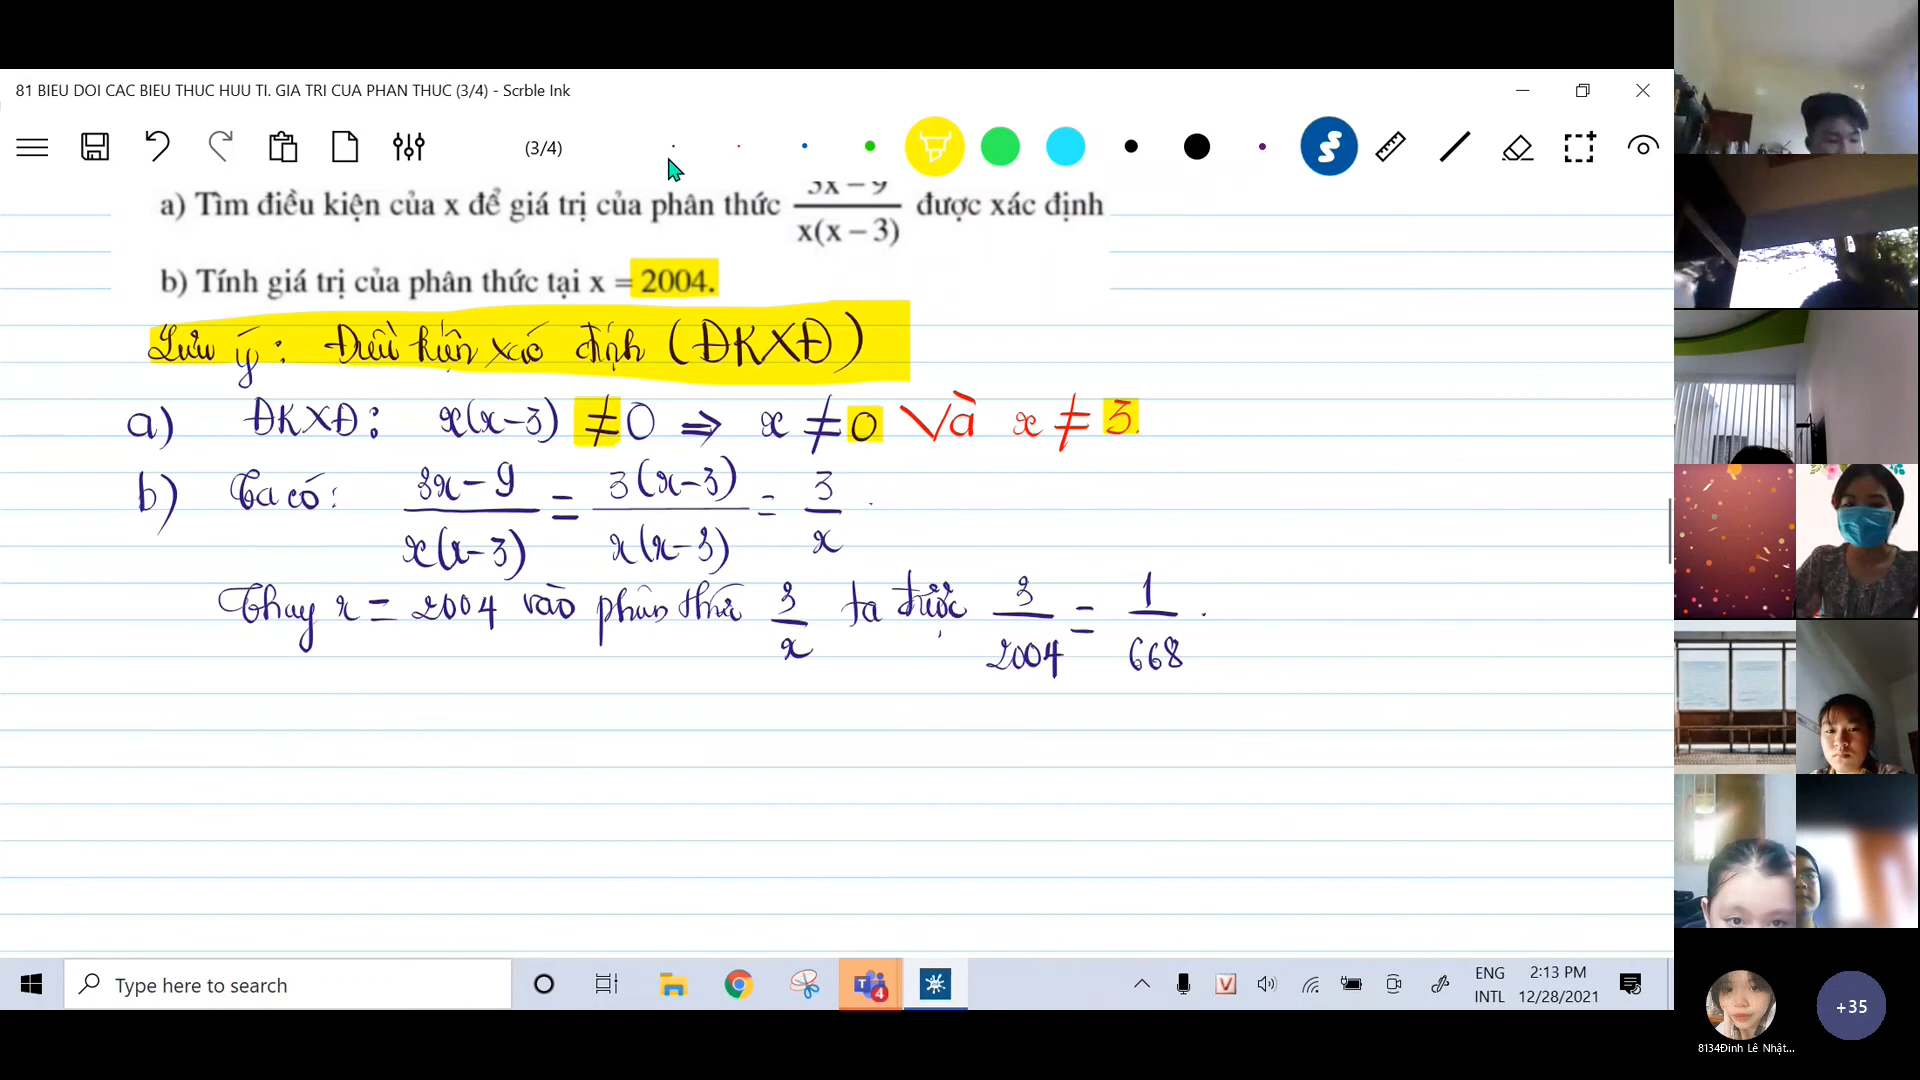 81 BIEU DOI CAC BIEU THUC HUU TI. GIA TRI CUA PHAN THUC (3/4) - Scrble Ink
(3/4)
a) Tìm điều kiện của x để giá trị của phân thức 3x – 9 / x(x – 3) được xác định
b) Tính giá trị của phân thức tại x = 2004.
Lưu ý: Điều kiện xác định (ĐKXĐ)
a) ĐKXĐ: x(x-3) ≠ 0 ⇒ x ≠ 0 Và x ≠ 3.
b) Ta có: 3x-9 / x(x-3) = 3(x-3) / x(x-3) = 3/x .
Thay x = 2004 vào phân thức 3/x ta được 3/2004 = 1/668 .
Type here to search
4
V
ENG
INTL
2:13 PM
12/28/2021
+35
8134Đinh Lê Nhật...